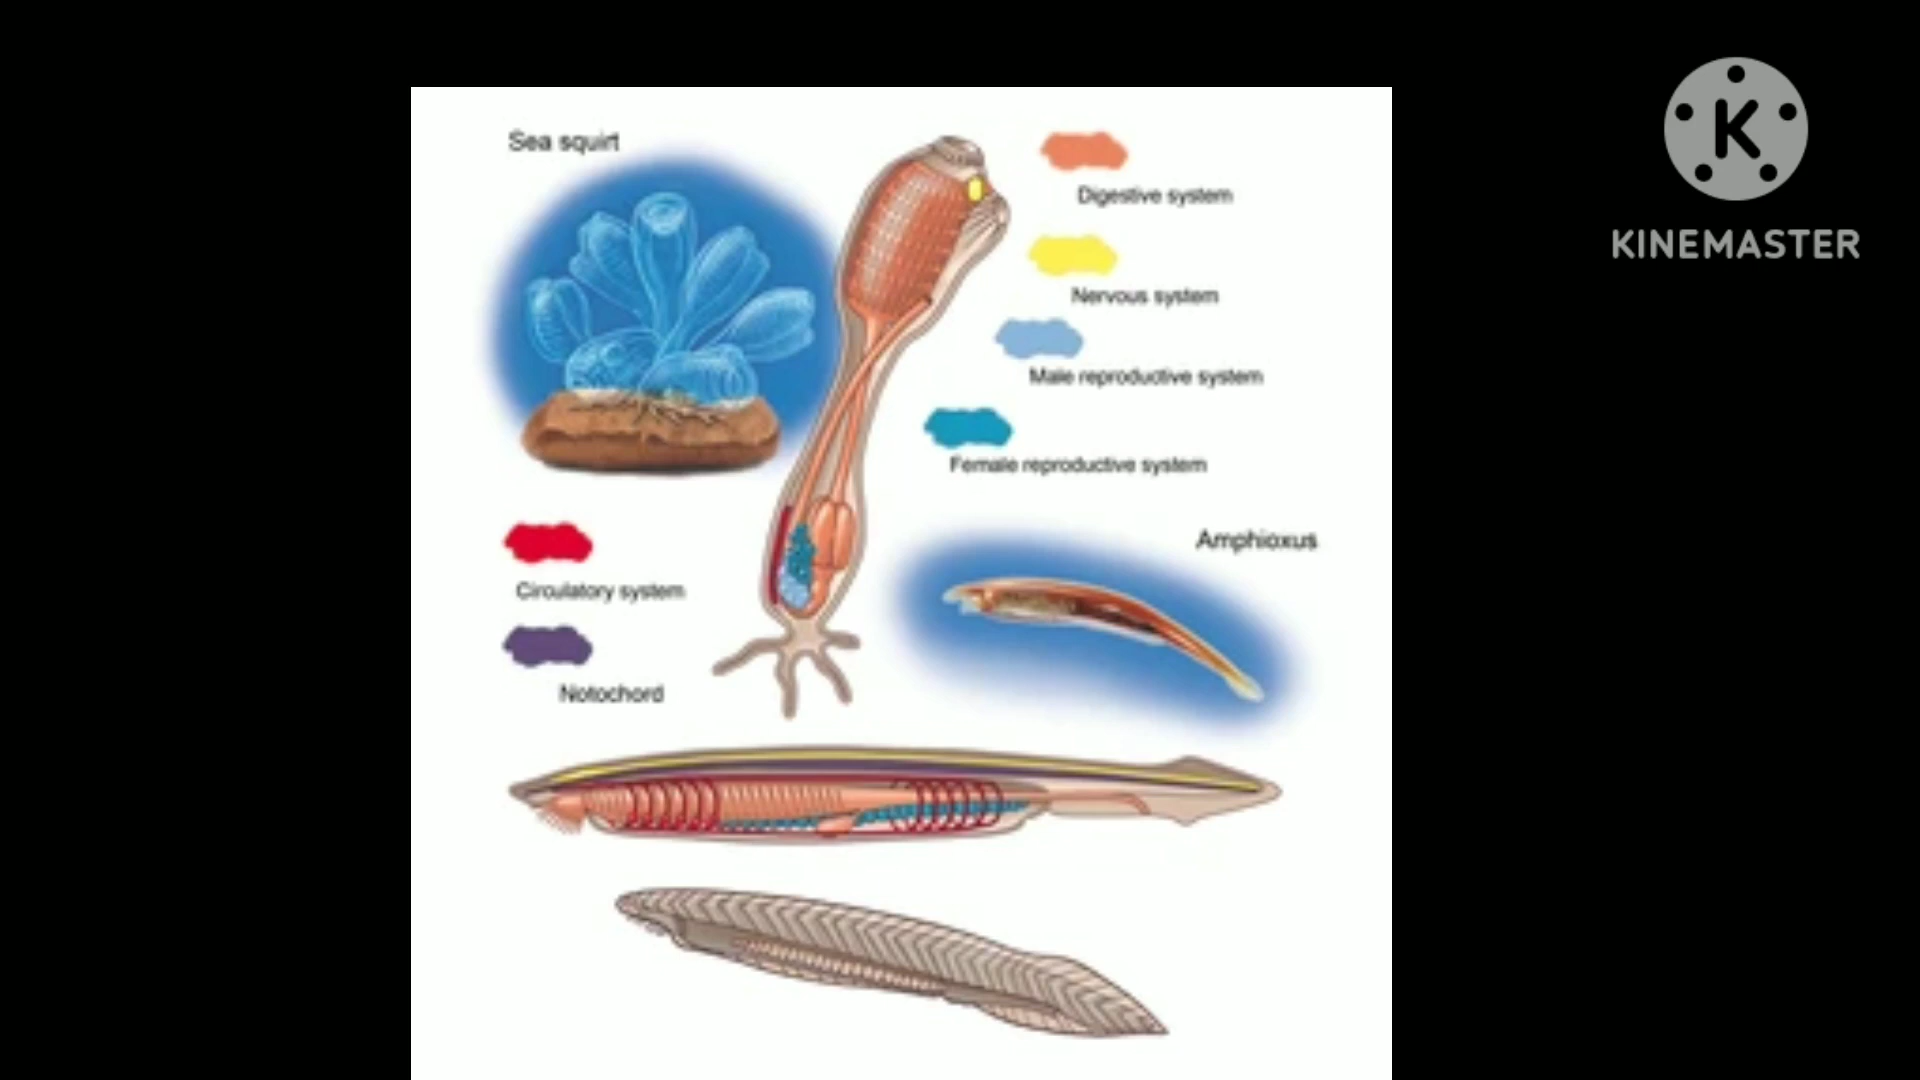 Sea squirt
Digestive system
Nervous system
Male reproductive system
Female reproductive system
Circulatory system
Notochord
Amphioxus
K
KINEMASTER